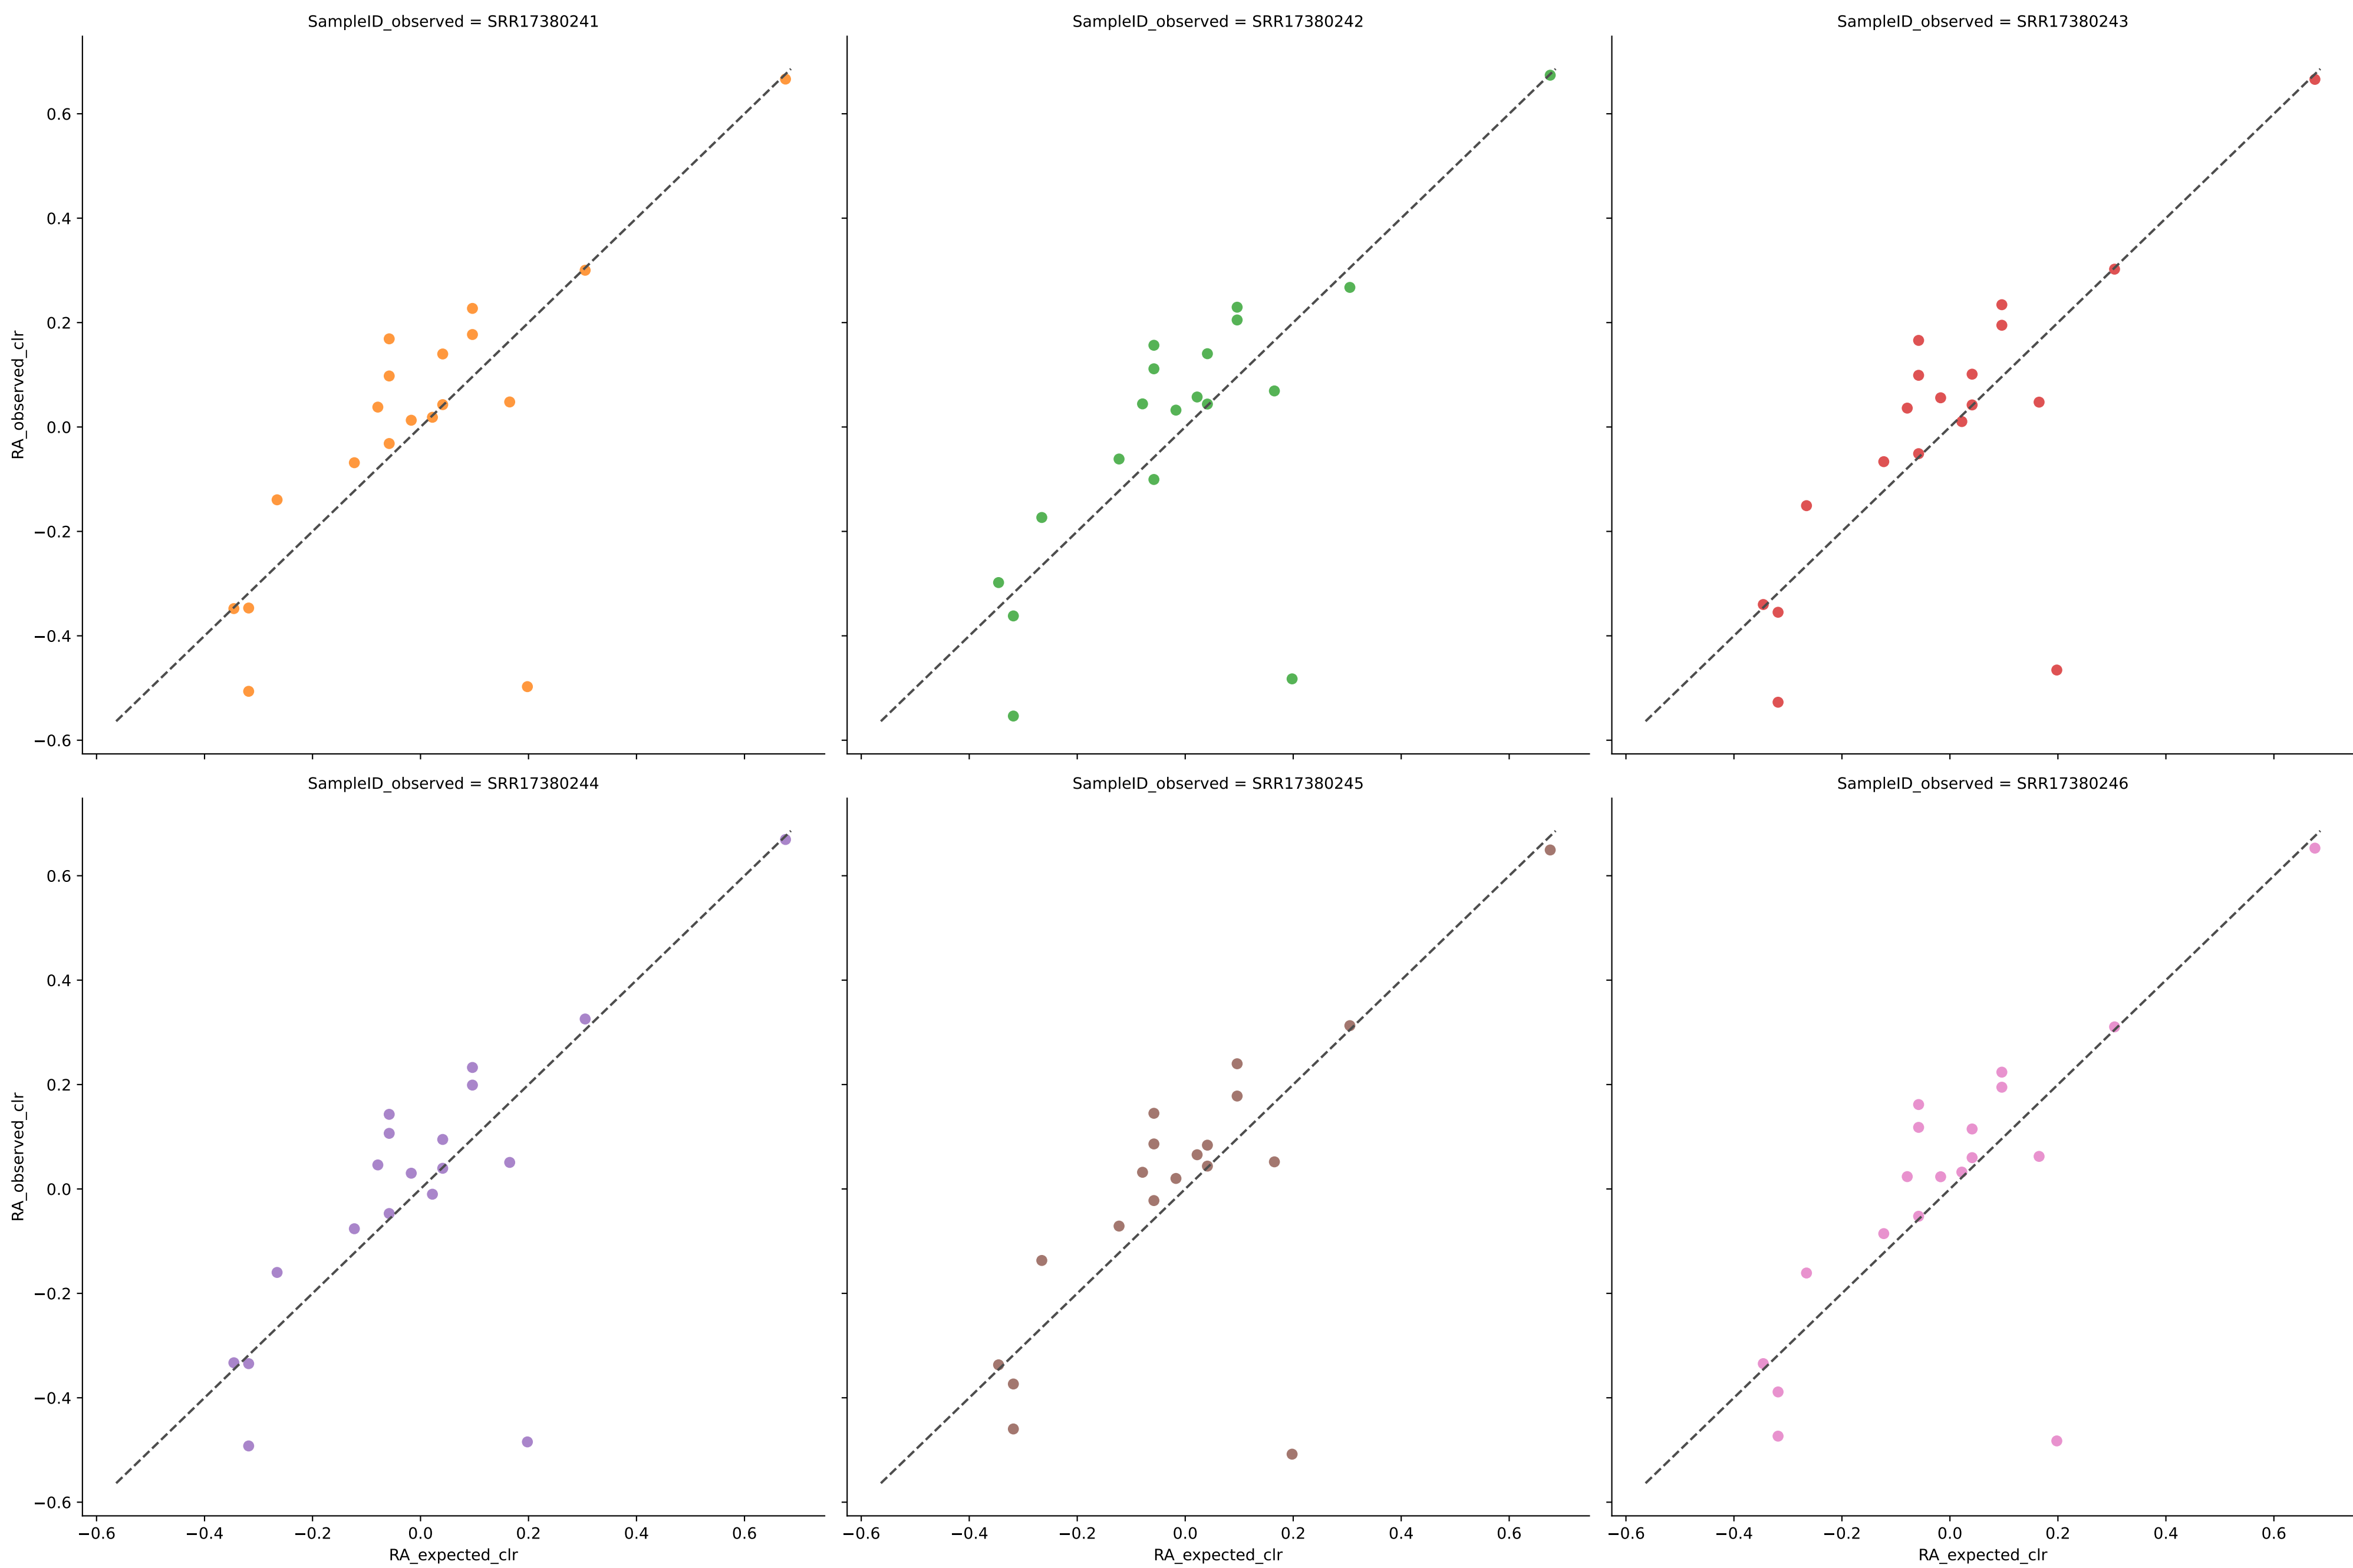 SampleID_observed = SRR17380241
SampleID_observed = SRR17380242
SampleID_observed = SRR17380243
RA_observed_clr
0.6
0.4
0.2
0.0
−0.2
−0.4
−0.6
SampleID_observed = SRR17380244
SampleID_observed = SRR17380245
SampleID_observed = SRR17380246
RA_observed_clr
0.6
0.4
0.2
0.0
−0.2
−0.4
−0.6
−0.6 −0.4 −0.2 0.0 0.2 0.4 0.6
−0.6 −0.4 −0.2 0.0 0.2 0.4 0.6
−0.6 −0.4 −0.2 0.0 0.2 0.4 0.6
RA_expected_clr
RA_expected_clr
RA_expected_clr